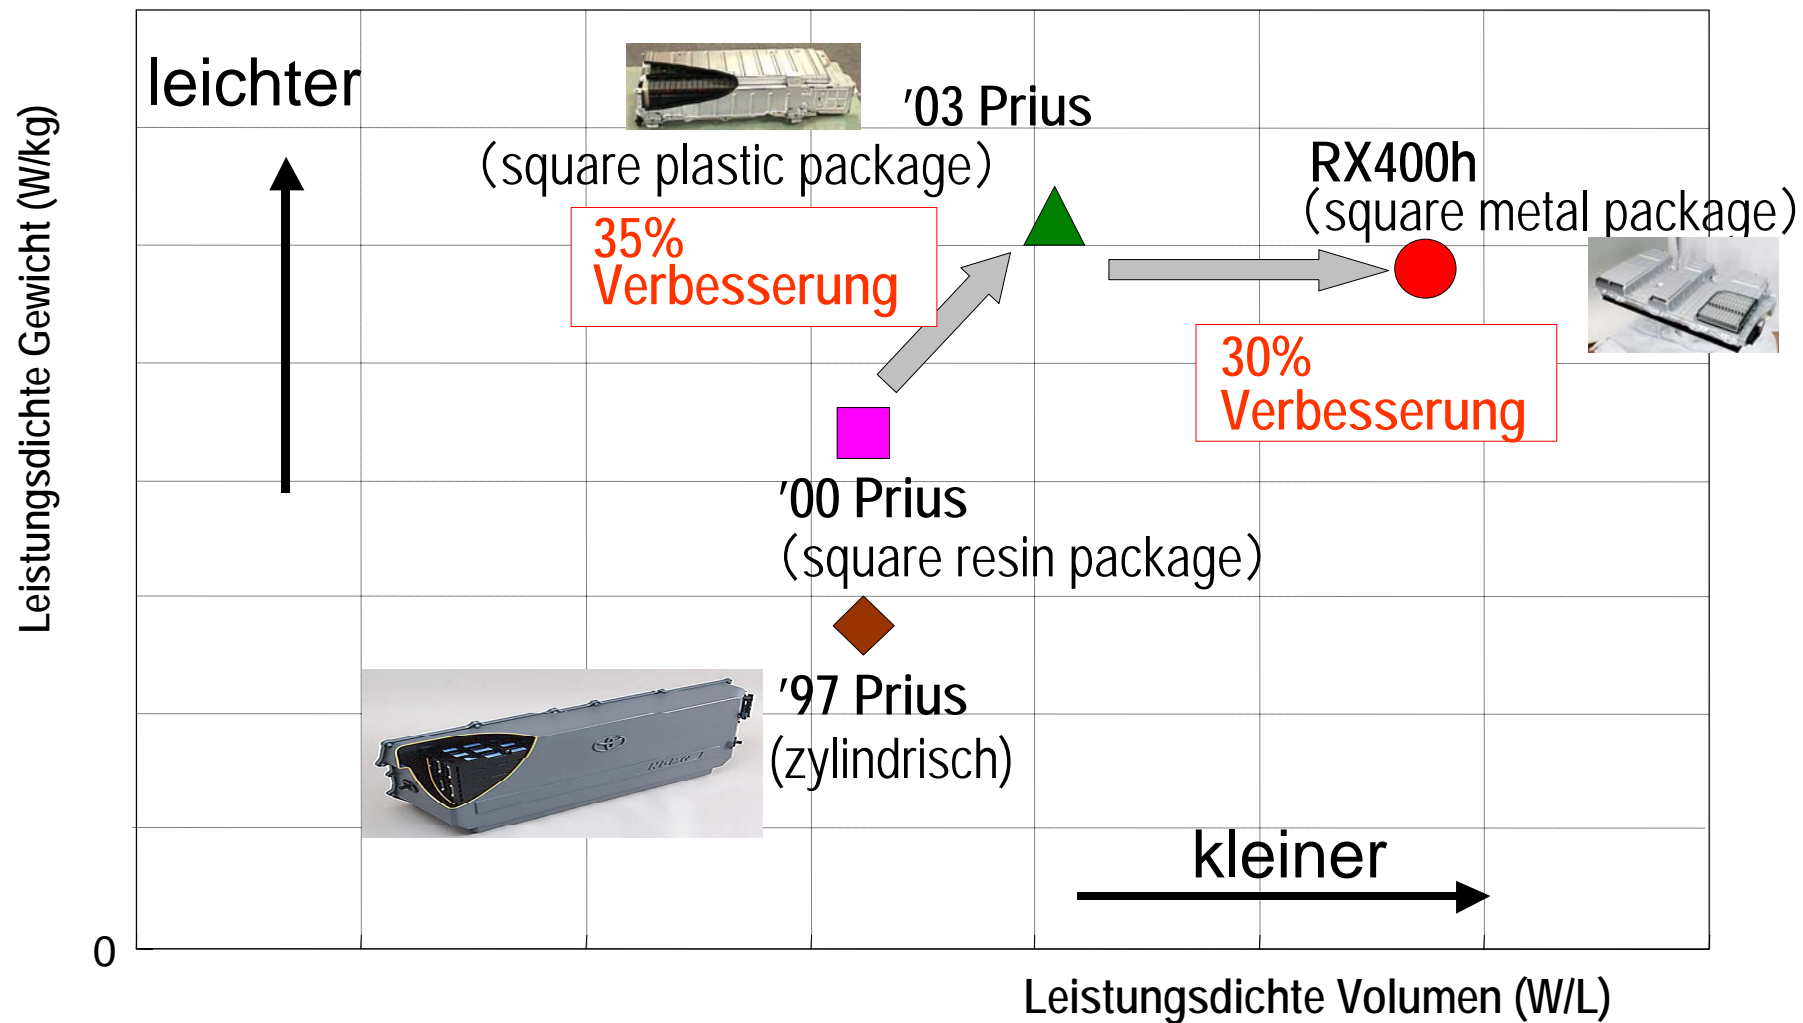 leichter
’03 Prius
（square plastic package）
RX400h
（square metal package）
35%
Verbesserung
30%
Verbesserung
’00 Prius
（square resin package）
’97 Prius
(zylindrisch)
kleiner
0
Leistungsdichte Gewicht (W/kg)
Leistungsdichte Volumen (W/L)